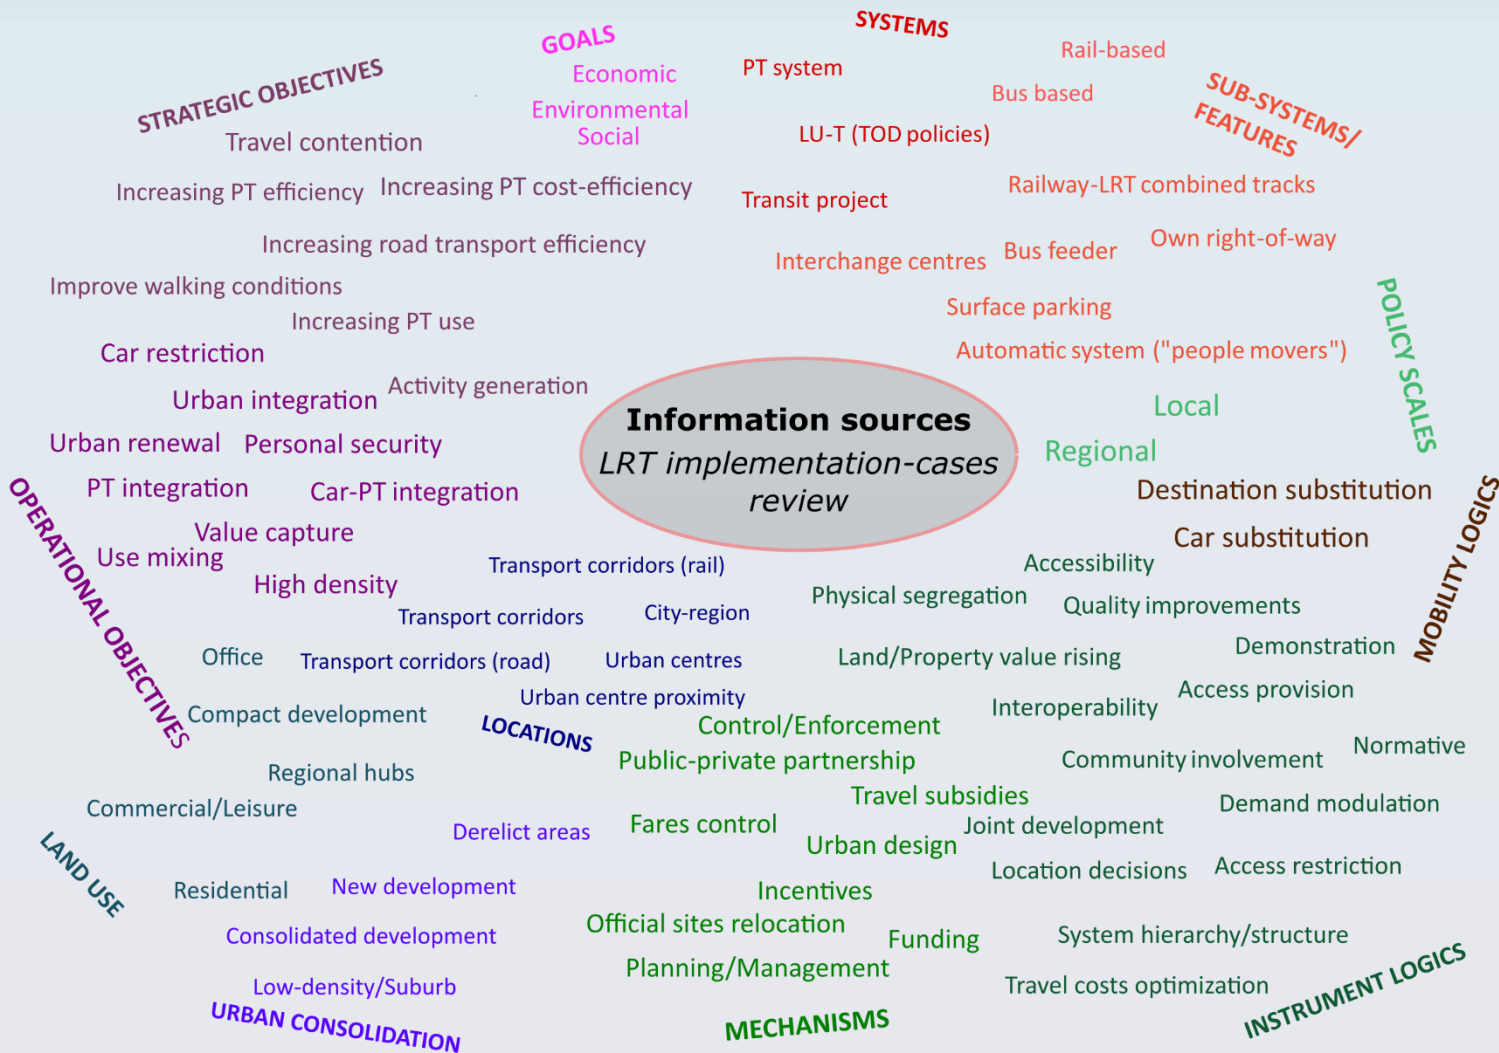 SYSTEMS
GOALS
Economic
Environmental
Social
PT system
Rail-based
Bus based
SUB-SYSTEMS/
FEATURES
STRATEGIC OBJECTIVES
Travel contention
LU-T (TOD policies)
Increasing PT efficiency
Increasing PT cost-efficiency
Transit project
Railway-LRT combined tracks
Increasing road transport efficiency
Interchange centres
Bus feeder
Own right-of-way
Improve walking conditions
Increasing PT use
Surface parking
POLICY SCALES
Car restriction
Automatic system ("people movers")
Activity generation
Urban integration
Information sources
LRT implementation-cases
review
Local
Regional
Urban renewal
Personal security
PT integration
Car-PT integration
Destination substitution
Car substitution
MOBILITY LOGICS
OPERATIONAL OBJECTIVES
Value capture
Use mixing
High density
Transport corridors (rail)
Accessibility
Physical segregation
Quality improvements
Transport corridors
City-region
Demonstration
Office
Transport corridors (road)
Urban centres
Land/Property value rising
Access provision
Urban centre proximity
Interoperability
Compact development
LOCATIONS
Control/Enforcement
Public-private partnership
Community involvement
Normative
Regional hubs
Travel subsidies
Demand modulation
Commercial/Leisure
Derelict areas
Fares control
Joint development
Urban design
LAND USE
Location decisions
Access restriction
Residential
New development
Incentives
Official sites relocation
Consolidated development
Funding
System hierarchy/structure
Planning/Management
Low-density/Suburb
Travel costs optimization
INSTRUMENT LOGICS
URBAN CONSOLIDATION
MECHANISMS